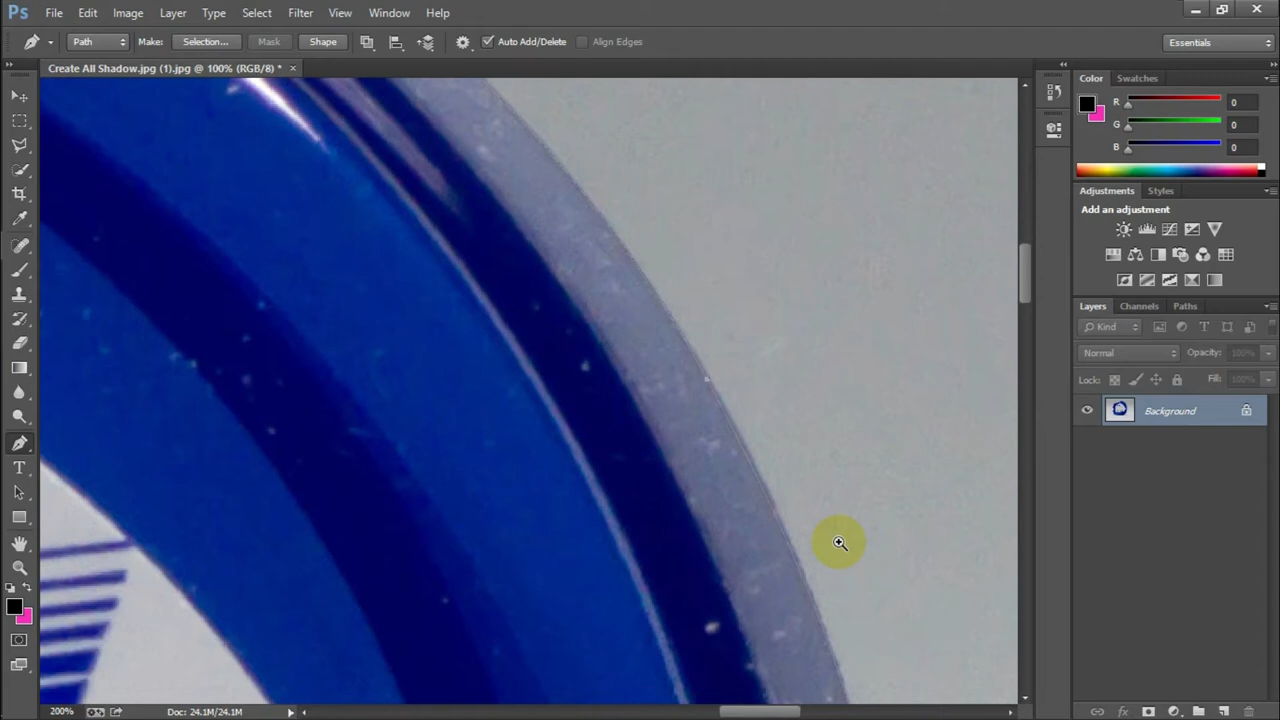 Ps File Edit Image Layer Type Select Filter View Window Help
Path Make: Selection... Mask Shape Auto Add/Delete Align Edges Essentials
Create All Shadow.jpg (1).jpg @ 100% (RGB/8) * ×
Color Swatches
R 0
G 0
B 0
Adjustments Styles
Add an adjustment
Layers Channels Paths
Kind
Normal Opacity: 100%
Lock: Fill: 100%
Background
200% Doc: 24.1M/24.1M